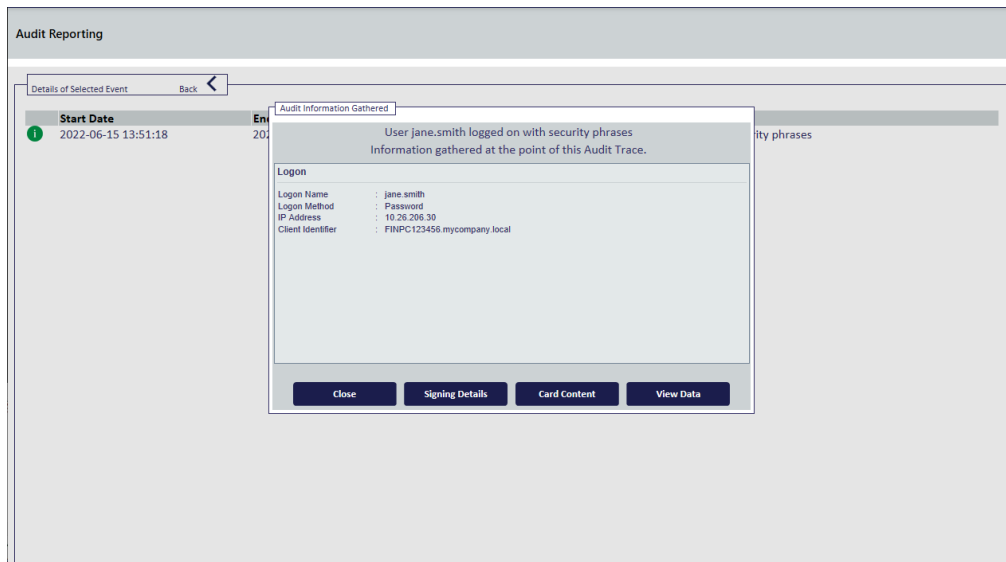 Audit Reporting
Details of Selected Event Back
Audit Information Gathered
Start Date
User jane.smith logged on with security phrases
2022-06-15 13:51:18 phrases
Information gathered at the point of this Audit Trace.
Logon
Logon Name : jane.smith
Logon Method : Password
IP Address : 10.26.206.30
Client Identifier : FINPC123456.mycompany.local
Close Signing Details Card Content View Data